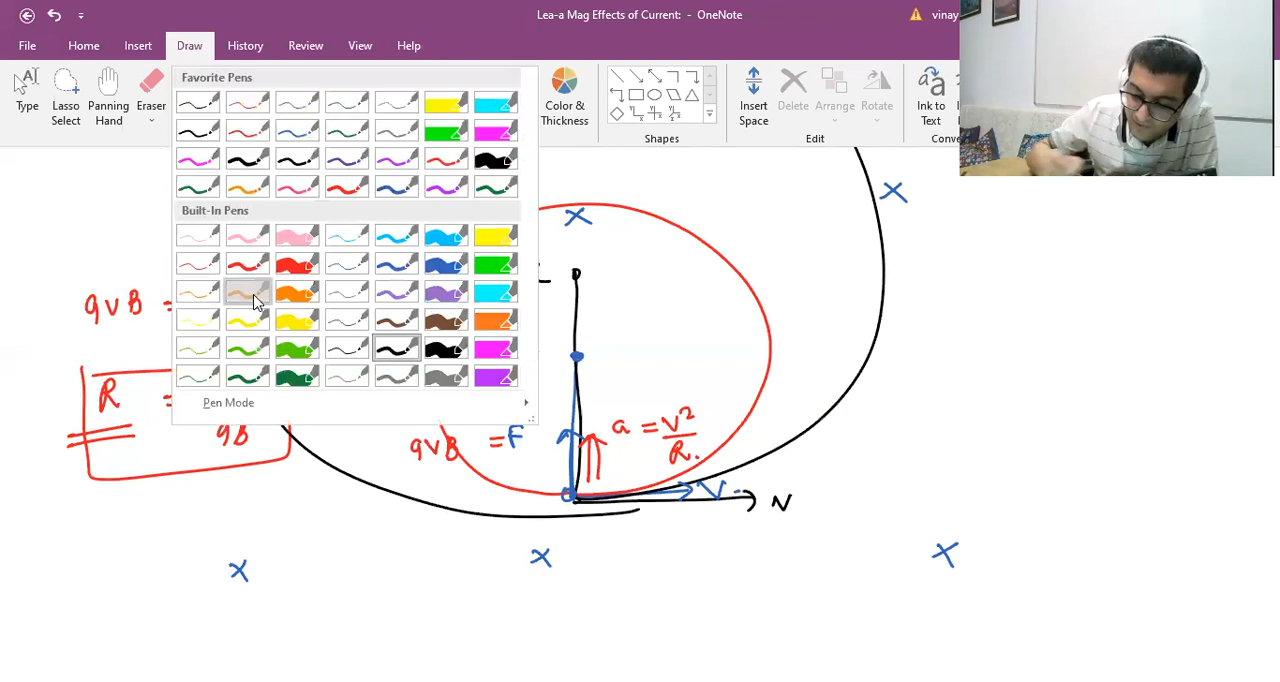 Lea-a Mag Effects of Current: - OneNote
vinay
File Home Insert Draw History Review View Help
Type
Lasso Select
Panning Hand
Eraser
Favorite Pens
Built-In Pens
Pen Mode
Color & Thickness
Shapes
Insert Space
Delete
Arrange
Rotate
Edit
Ink to Text
x
x
qvB =
R =
qB
qvB = F
a = v²/R.
V
N
x
x
x